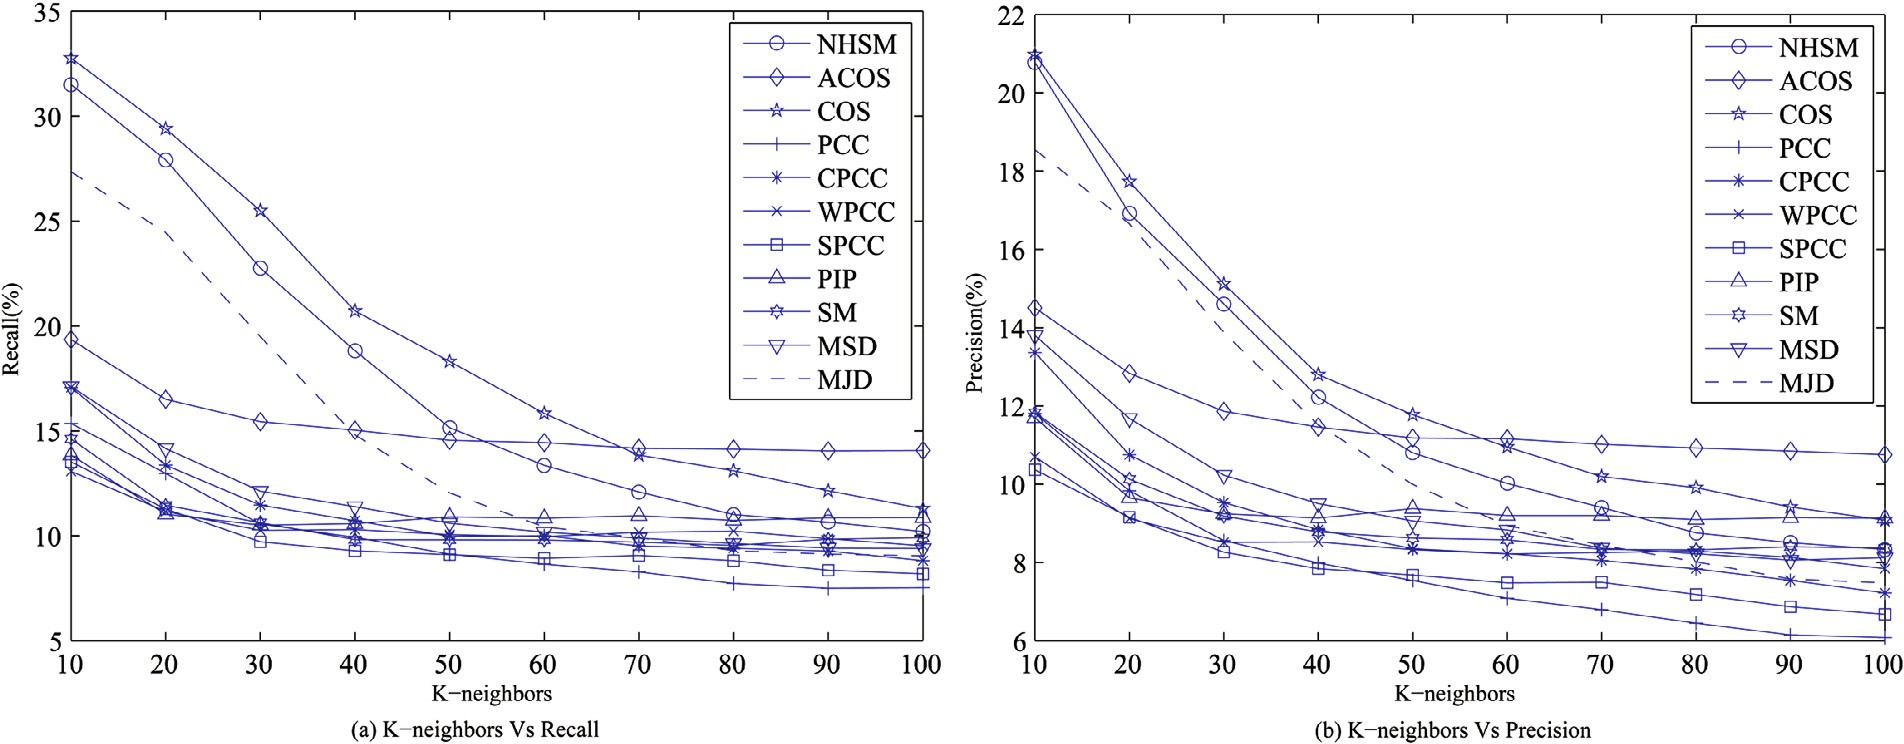 35
30
25
20
15
10
5
Recall(%)
NHSM
ACOS
COS
PCC
CPCC
WPCC
SPCC
PIP
SM
MSD
MJD
10 20 30 40 50 60 70 80 90 100
K−neighbors
(a) K−neighbors Vs Recall
22
20
18
16
14
12
10
8
6
Precision(%)
NHSM
ACOS
COS
PCC
CPCC
WPCC
SPCC
PIP
SM
MSD
MJD
10 20 30 40 50 60 70 80 90 100
K−neighbors
(b) K−neighbors Vs Precision